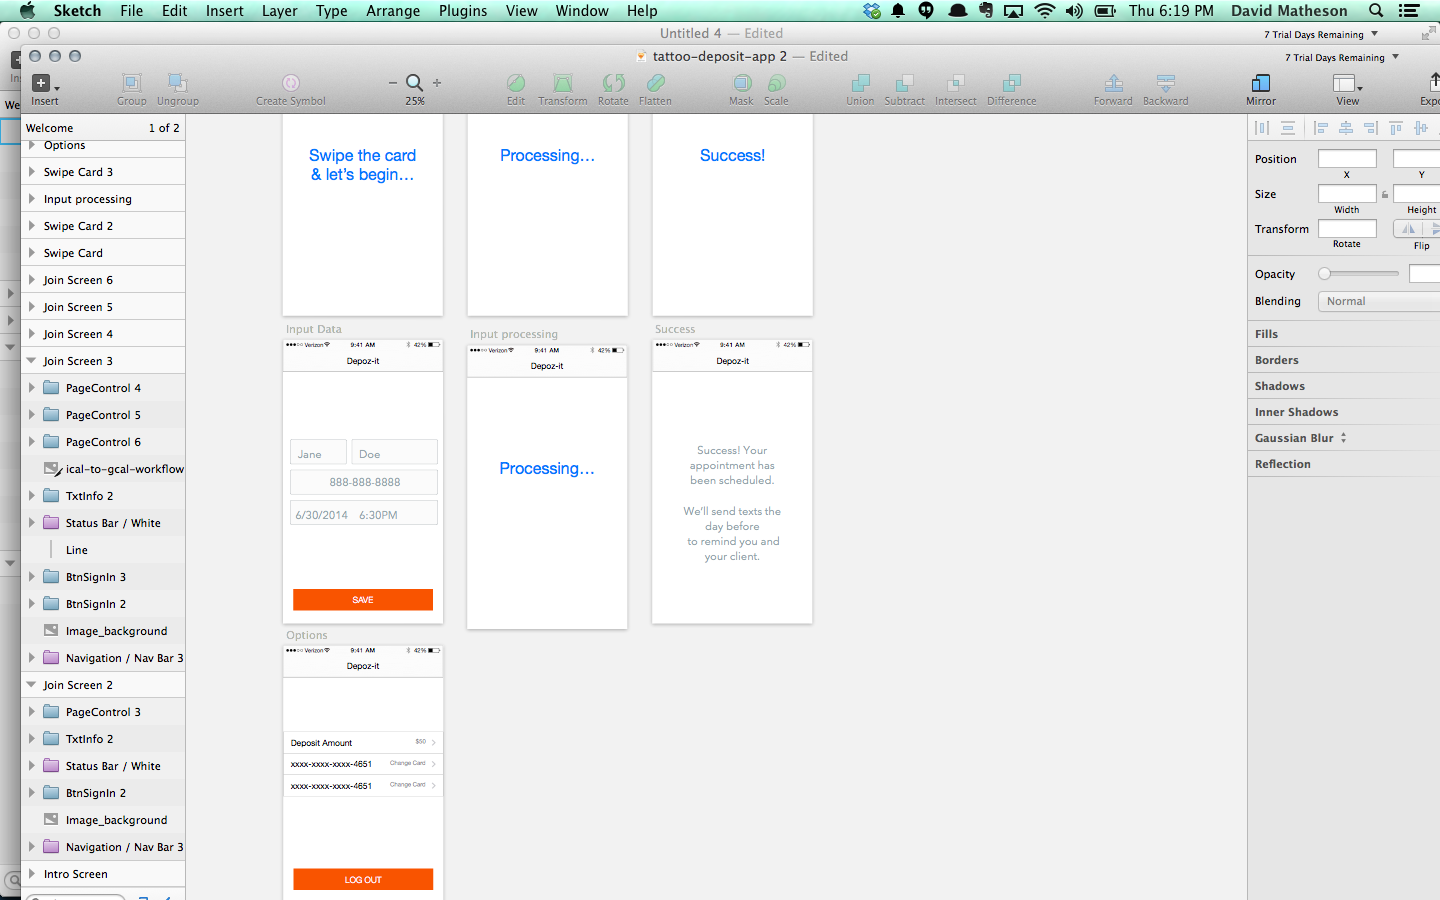 Sketch File Edit Insert Layer Type Arrange Plugins View Window Help Thu 6:19 PM David Matheson
Untitled 4 — Edited 7 Trial Days Remaining
tattoo-deposit-app 2 — Edited 7 Trial Days Remaining
Insert Group Ungroup Create Symbol 25% Edit Transform Rotate Flatten Mask Scale Union Subtract Intersect Difference Forward Backward Mirror View Expo
We
Welcome 1 of 2
Options
Swipe Card 3
Input processing
Swipe Card 2
Swipe Card
Join Screen 6
Join Screen 5
Join Screen 4
Join Screen 3
PageControl 4
PageControl 5
PageControl 6
ical-to-gcal-workflow
TxtInfo 2
Status Bar / White
Line
BtnSignIn 3
BtnSignIn 2
Image_background
Navigation / Nav Bar 3
Join Screen 2
PageControl 3
TxtInfo 2
Status Bar / White
BtnSignIn 2
Image_background
Navigation / Nav Bar 3
Intro Screen
Swipe the card
& let's begin...
Processing...
Success!
Input Data
Verizon 9:41 AM 42%
Depoz-it
Jane Doe
888-888-8888
6/30/2014 6:30PM
SAVE
Input processing
Verizon 9:41 AM 42%
Depoz-it
Processing...
Success
Verizon 9:41 AM 42%
Depoz-it
Success! Your
appointment has
been scheduled.
We'll send texts the
day before
to remind you and
your client.
Options
Verizon 9:41 AM 42%
Depoz-it
Deposit Amount $50
xxxx-xxxx-xxxx-4651 Change Card
xxxx-xxxx-xxxx-4651 Change Card
LOG OUT
Position
X Y
Size
Width Height
Transform
Rotate Flip
Opacity
Blending Normal
Fills
Borders
Shadows
Inner Shadows
Gaussian Blur
Reflection